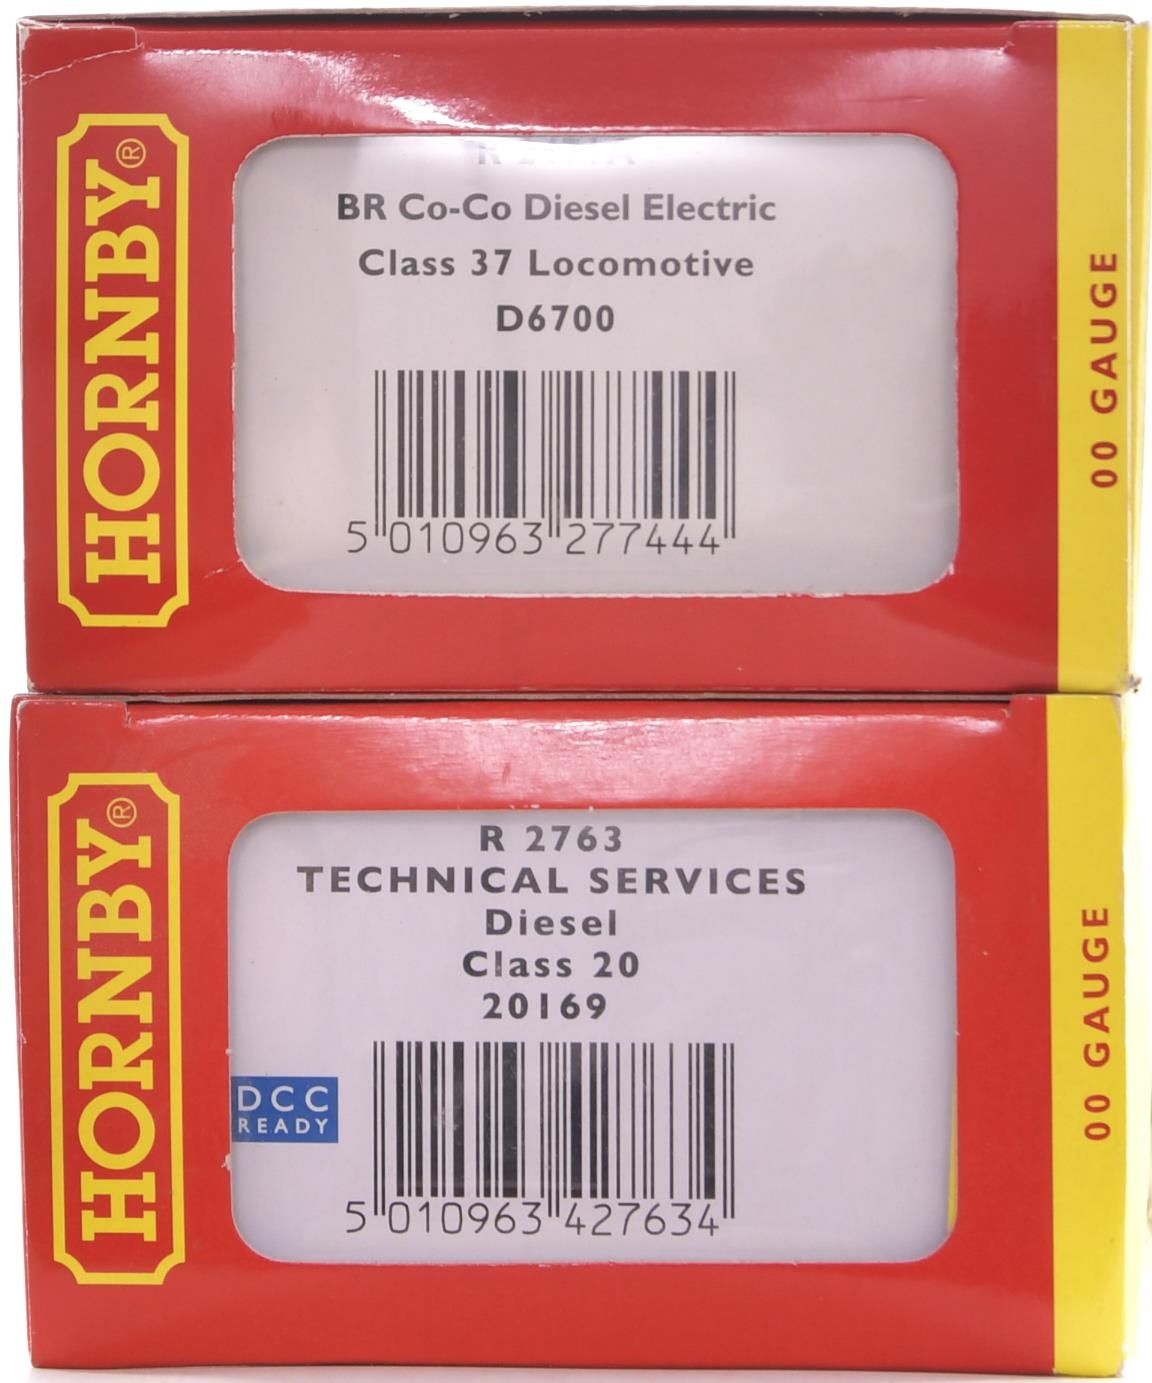 HORNBY®
BR Co-Co Diesel Electric
Class 37 Locomotive
D6700
5 010963 277444
00 GAUGE
HORNBY®
R 2763
TECHNICAL SERVICES
Diesel
Class 20
20169
DCC
READY
5 010963 427634
00 GAUGE